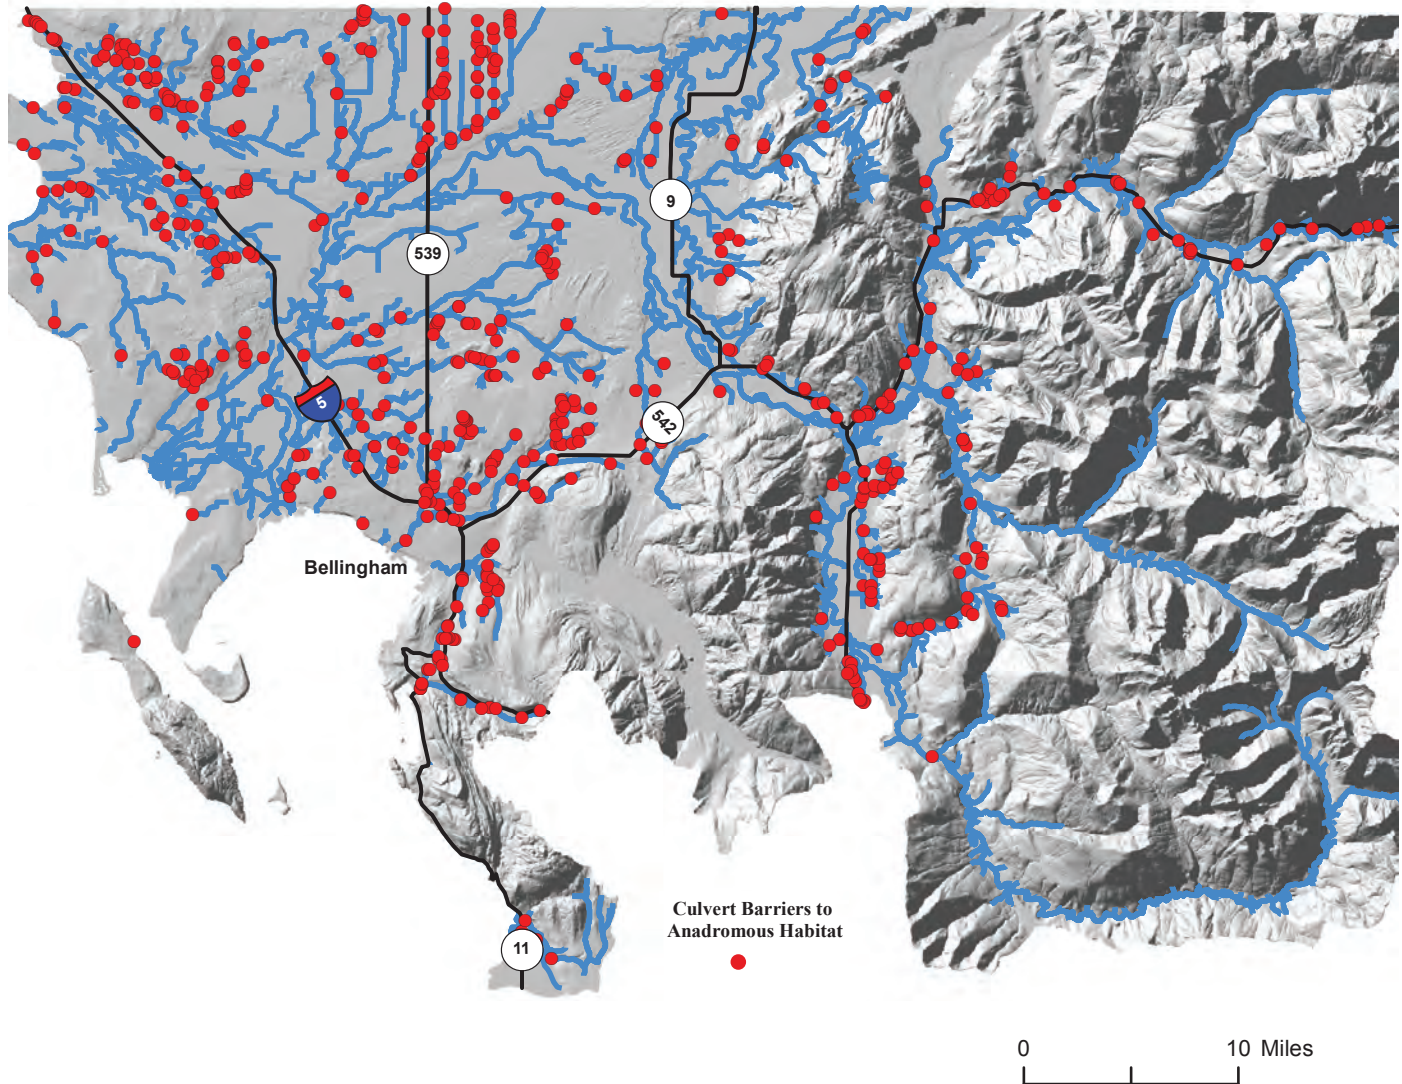 9
539
5
542
Bellingham
Culvert Barriers to
Anadromous Habitat
11
0 10 Miles